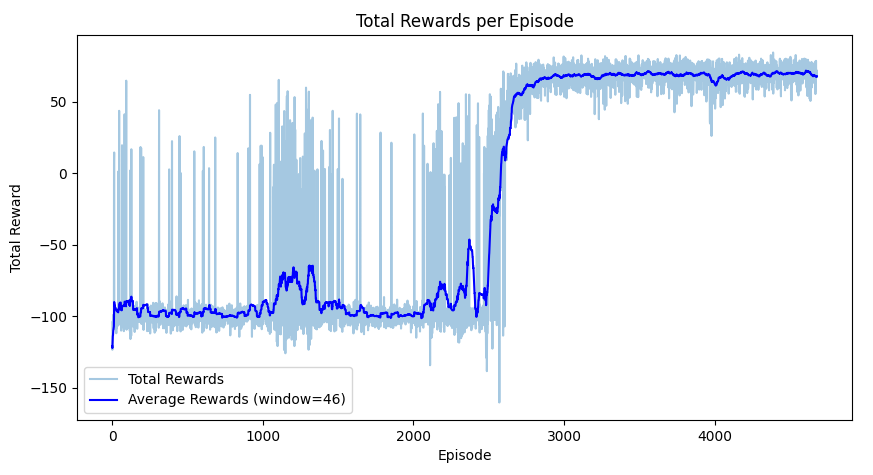 Total Rewards per Episode
Total Reward
50
0
−50
−100
−150
Total Rewards
Average Rewards (window=46)
0
1000
2000
3000
4000
Episode